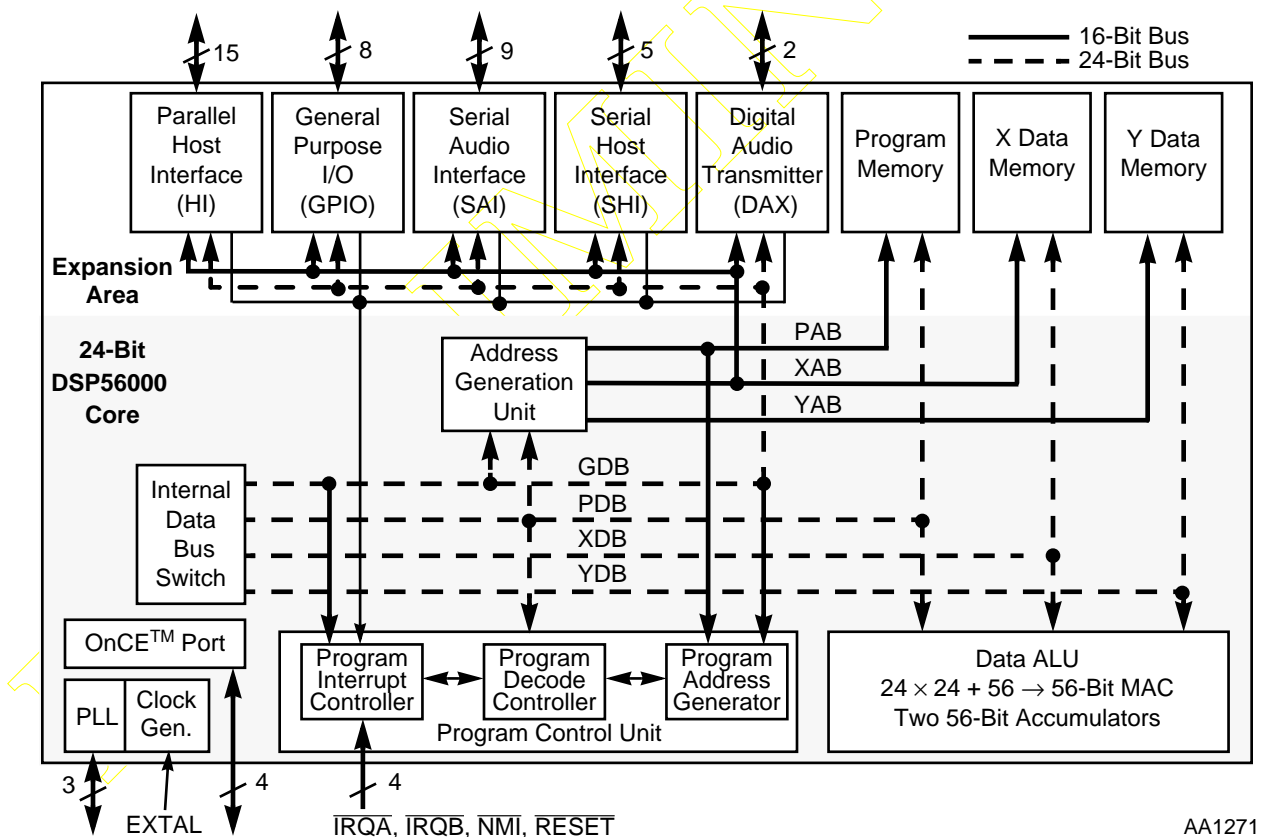 15
8
9
5
2
16-Bit Bus
24-Bit Bus
Parallel
Host
Interface
(HI)
General
Purpose
I/O
(GPIO)
Serial
Audio
Interface
(SAI)
Serial
Host
Interface
(SHI)
Digital
Audio
Transmitter
(DAX)
Program
Memory
X Data
Memory
Y Data
Memory
Expansion
Area
24-Bit
DSP56000
Core
Address
Generation
Unit
PAB
XAB
YAB
Internal
Data
Bus
Switch
GDB
PDB
XDB
YDB
OnCE™ Port
PLL
Clock
Gen.
Program
Interrupt
Controller
Program
Decode
Controller
Program
Address
Generator
Program Control Unit
Data ALU
24 × 24 + 56 → 56-Bit MAC
Two 56-Bit Accumulators
3
4
4
EXTAL
IRQA, IRQB, NMI, RESET
AA1271